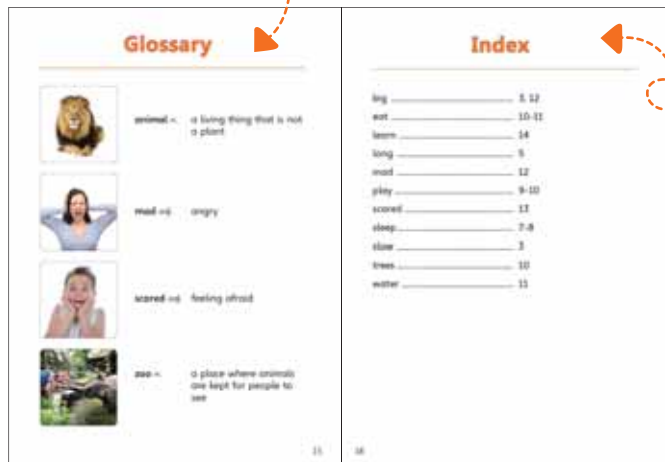 Glossary
animal n. a living thing that is not
a plant
mad adj. angry
scared adj. feeling afraid
zoo n. a place where animals
are kept for people to
see
15
Index
big 3, 12
eat 10-11
learn 14
long 5
mad 12
play 9-10
scared 13
sleep 7-8
slow 3
trees 10
water 11
16